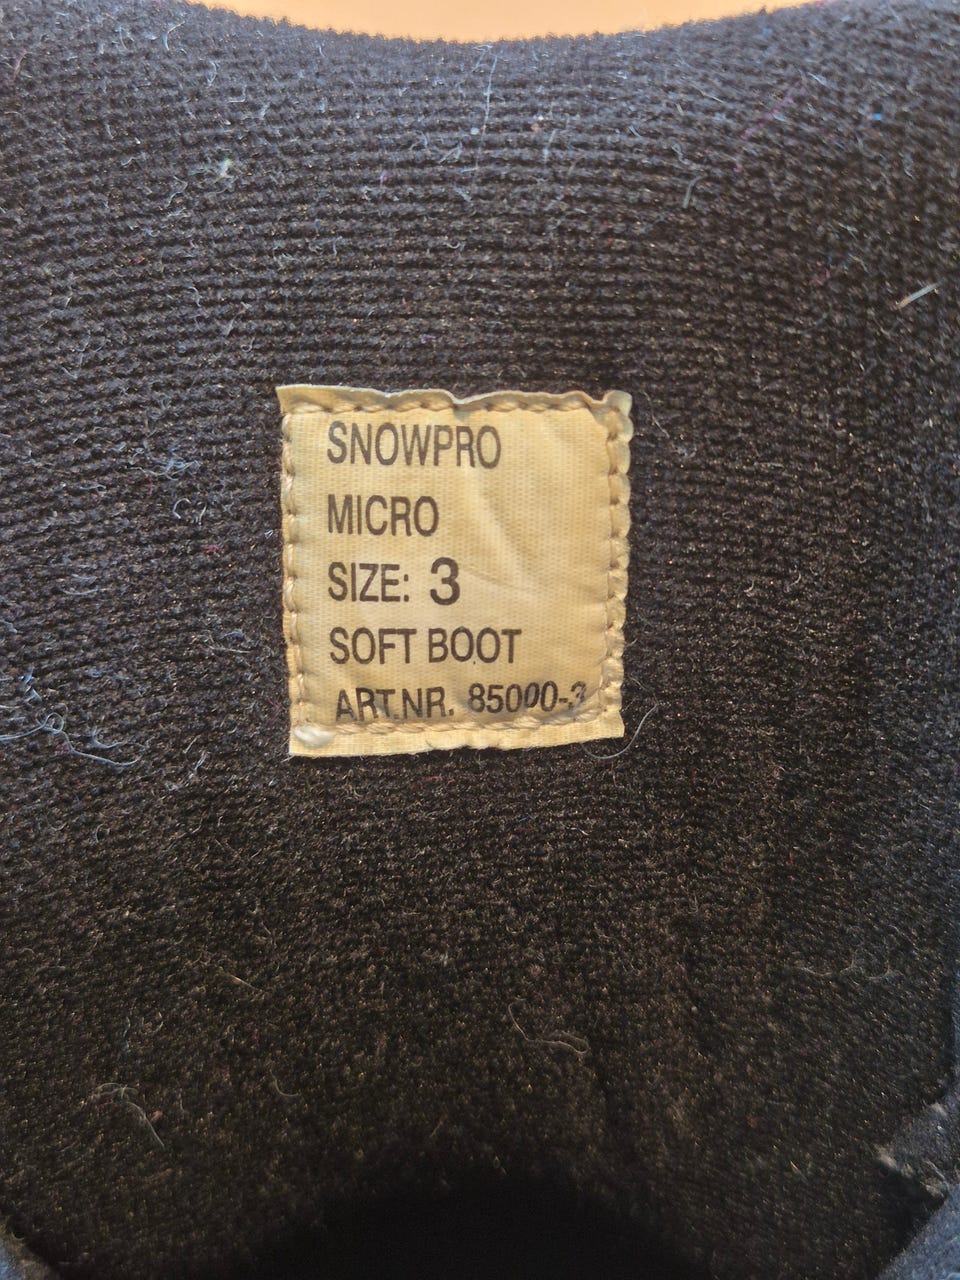 SNOWPRO
MICRO
SIZE: 3
SOFT BOOT
ART.NR. 85000-3